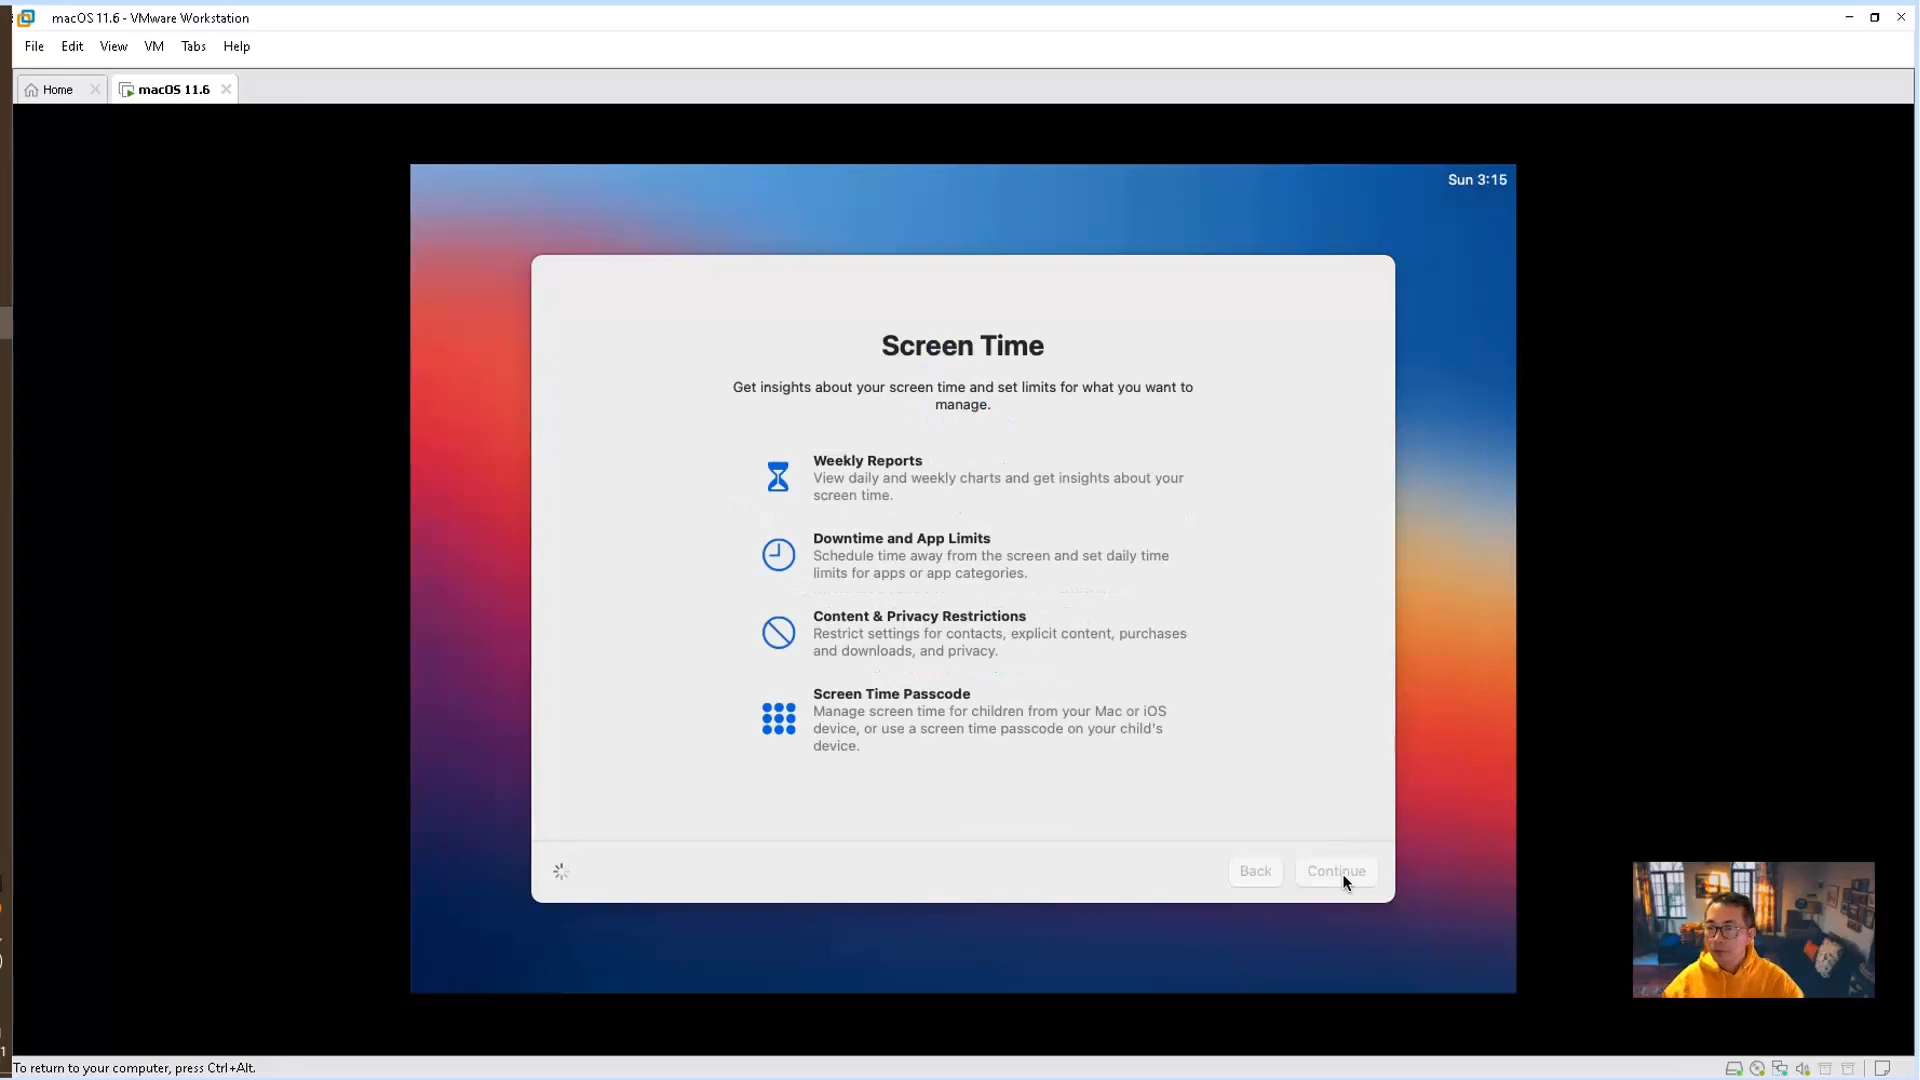 macOS 11.6 - VMware Workstation
File Edit View VM Tabs Help
Home macOS 11.6
Sun 3:15
Screen Time
Get insights about your screen time and set limits for what you want to
manage.
Weekly Reports
View daily and weekly charts and get insights about your
screen time.
Downtime and App Limits
Schedule time away from the screen and set daily time
limits for apps or app categories.
Content & Privacy Restrictions
Restrict settings for contacts, explicit content, purchases
and downloads, and privacy.
Screen Time Passcode
Manage screen time for children from your Mac or iOS
device, or use a screen time passcode on your child's
device.
Back Continue
To return to your computer, press Ctrl+Alt.